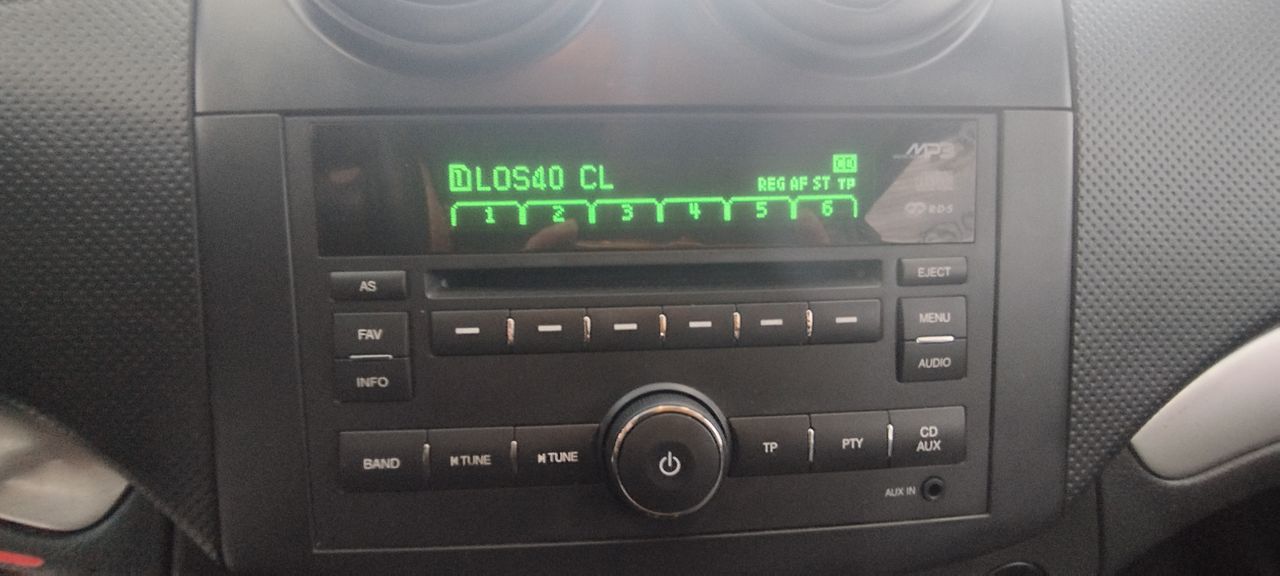 MP3
CD
1 LOS40 CL
REG AF ST TP
1 2 3 4 5 6
R·D·S
AS
EJECT
FAV
MENU
INFO
AUDIO
BAND
TUNE
TUNE
TP
PTY
CD
AUX
AUX IN